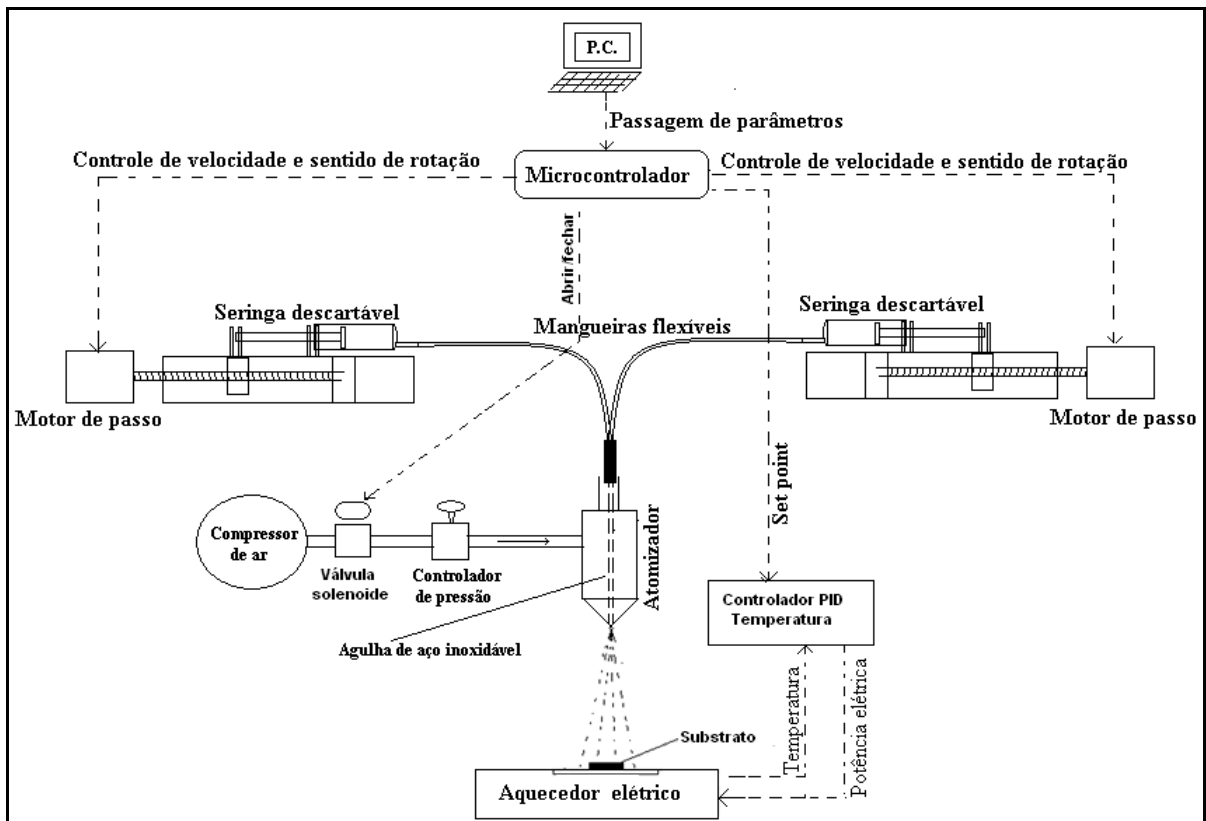 P.C.
Passagem de parâmetros
Controle de velocidade e sentido de rotação
Microcontrolador
Controle de velocidade e sentido de rotação
Abrir/fechar
Seringa descartável
Mangueiras flexíveis
Seringa descartável
Motor de passo
Motor de passo
Set point
Compressor
de ar
Válvula
solenoide
Controlador
de pressão
Atomizador
Agulha de aço inoxidável
Controlador PID
Temperatura
Temperatura
Potência elétrica
Substrato
Aquecedor elétrico